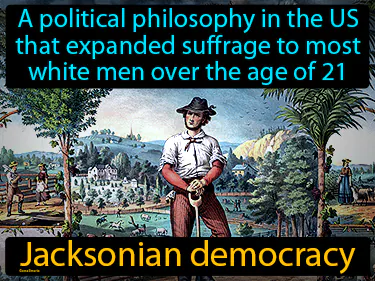 A political philosophy in the US
that expanded suffrage to most
white men over the age of 21
Jacksonian democracy
GameSmartz